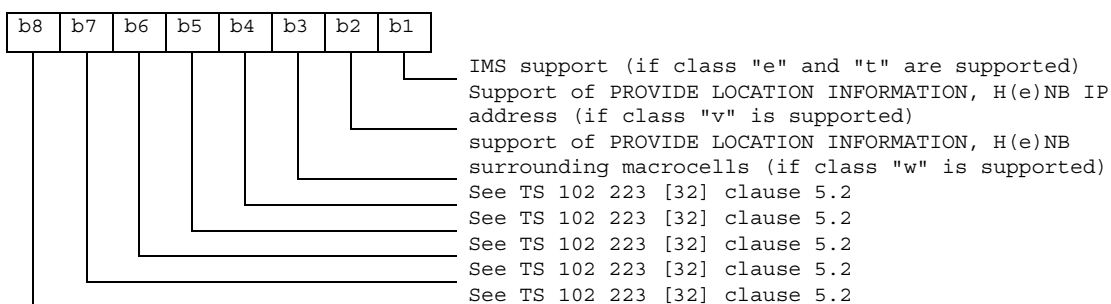 b8 b7 b6 b5 b4 b3 b2 b1
IMS support (if class "e" and "t" are supported)
Support of PROVIDE LOCATION INFORMATION, H(e)NB IP
address (if class "v" is supported)
support of PROVIDE LOCATION INFORMATION, H(e)NB
surrounding macrocells (if class "w" is supported)
See TS 102 223 [32] clause 5.2
See TS 102 223 [32] clause 5.2
See TS 102 223 [32] clause 5.2
See TS 102 223 [32] clause 5.2
See TS 102 223 [32] clause 5.2